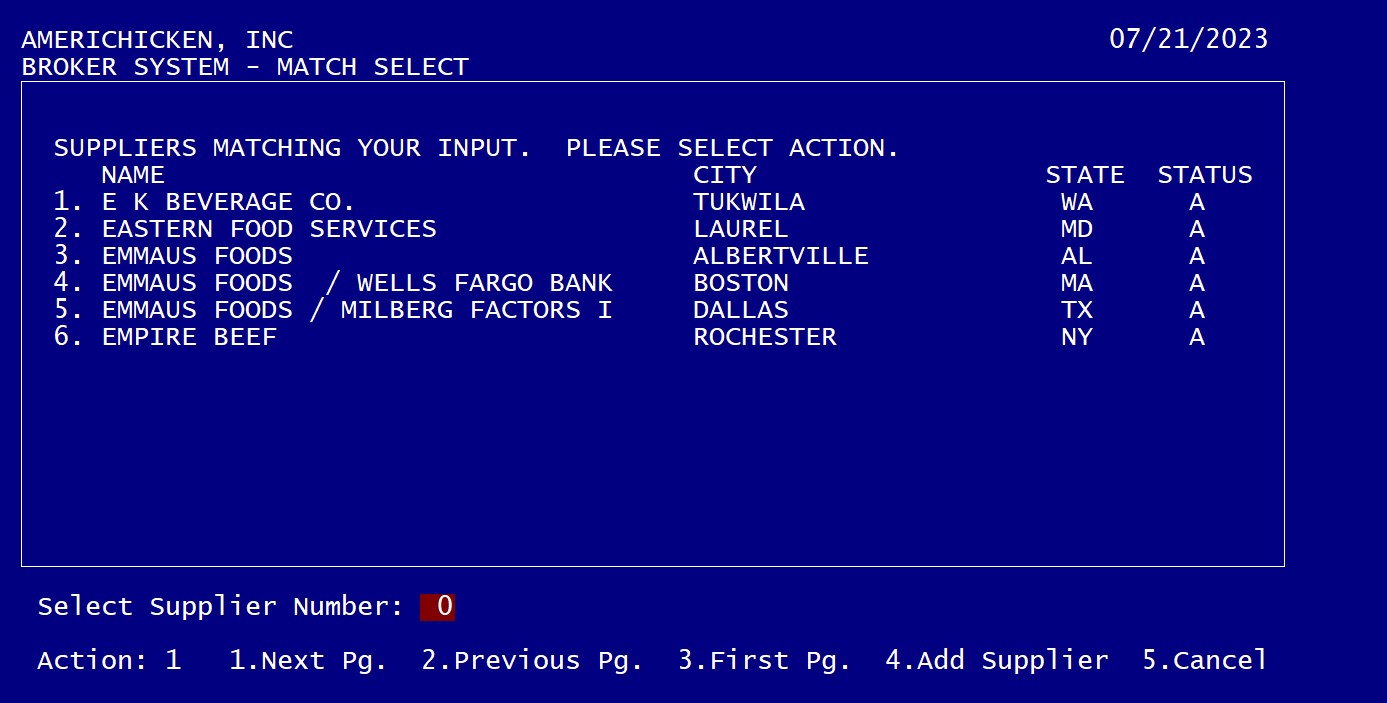 AMERICHICKEN, INC 07/21/2023
BROKER SYSTEM - MATCH SELECT
SUPPLIERS MATCHING YOUR INPUT.  PLEASE SELECT ACTION.
NAME CITY STATE STATUS
1. E K BEVERAGE CO. TUKWILA WA A
2. EASTERN FOOD SERVICES LAUREL MD A
3. EMMAUS FOODS ALBERTVILLE AL A
4. EMMAUS FOODS  / WELLS FARGO BANK BOSTON MA A
5. EMMAUS FOODS / MILBERG FACTORS I DALLAS TX A
6. EMPIRE BEEF ROCHESTER NY A
Select Supplier Number: 0
Action: 1  1.Next Pg.  2.Previous Pg.  3.First Pg.  4.Add Supplier  5.Cancel